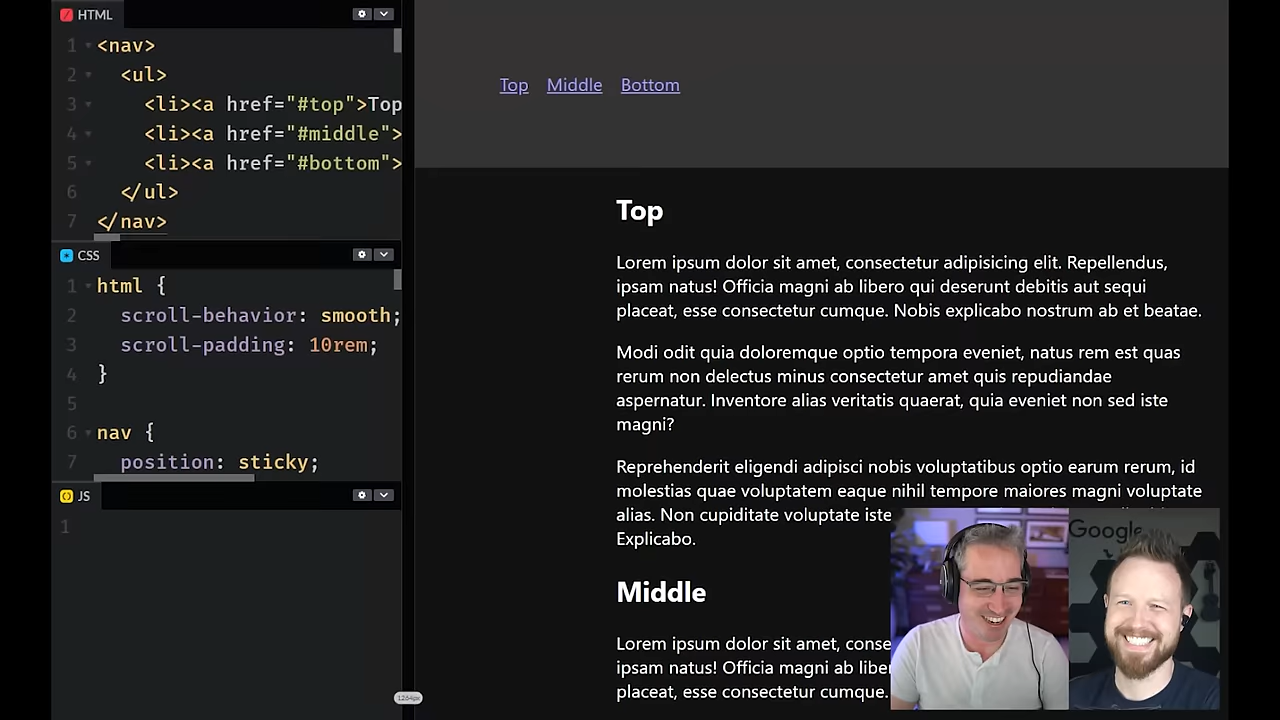 HTML
1 <nav>
2 <ul>
3 <li><a href="#top">Top
4 <li><a href="#middle">
5 <li><a href="#bottom">
6 </ul>
7 </nav>
CSS
1 html {
2 scroll-behavior: smooth;
3 scroll-padding: 10rem;
4 }
5
6 nav {
7 position: sticky;
JS
1
1264px
Top Middle Bottom
Top
Lorem ipsum dolor sit amet, consectetur adipisicing elit. Repellendus,
ipsam natus! Officia magni ab libero qui deserunt debitis aut sequi
placeat, esse consectetur cumque. Nobis explicabo nostrum ab et beatae.
Modi odit quia doloremque optio tempora eveniet, natus rem est quas
rerum non delectus minus consectetur amet quis repudiandae
aspernatur. Inventore alias veritatis quaerat, quia eveniet non sed iste
magni?
Reprehenderit eligendi adipisci nobis voluptatibus optio earum rerum, id
molestias quae voluptatem eaque nihil tempore maiores magni voluptate
alias. Non cupiditate voluptate iste
Explicabo.
Middle
Lorem ipsum dolor sit amet, conse
ipsam natus! Officia magni ab liber
placeat, esse consectetur cumque.
Google